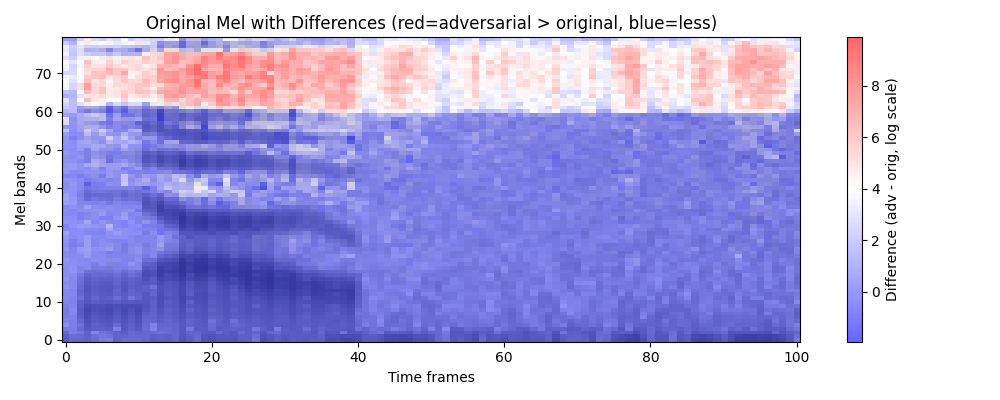 Original Mel with Differences (red=adversarial > original, blue=less)
70
60
50
40
30
20
10
0
Mel bands
0 20 40 60 80 100
Time frames
8
6
4
2
0
Difference (adv - orig, log scale)